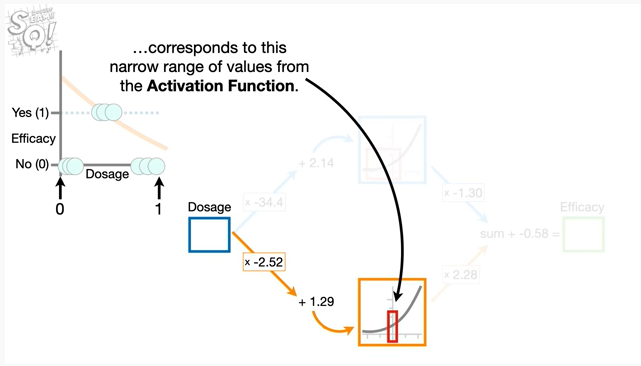 SQ!
...corresponds to this
narrow range of values from
the Activation Function.
Yes (1)
Efficacy
No (0)
Dosage
0
1
+ 2.14
x -34.4
x -1.30
Dosage
Efficacy
sum + -0.58 =
x -2.52
x 2.28
+ 1.29